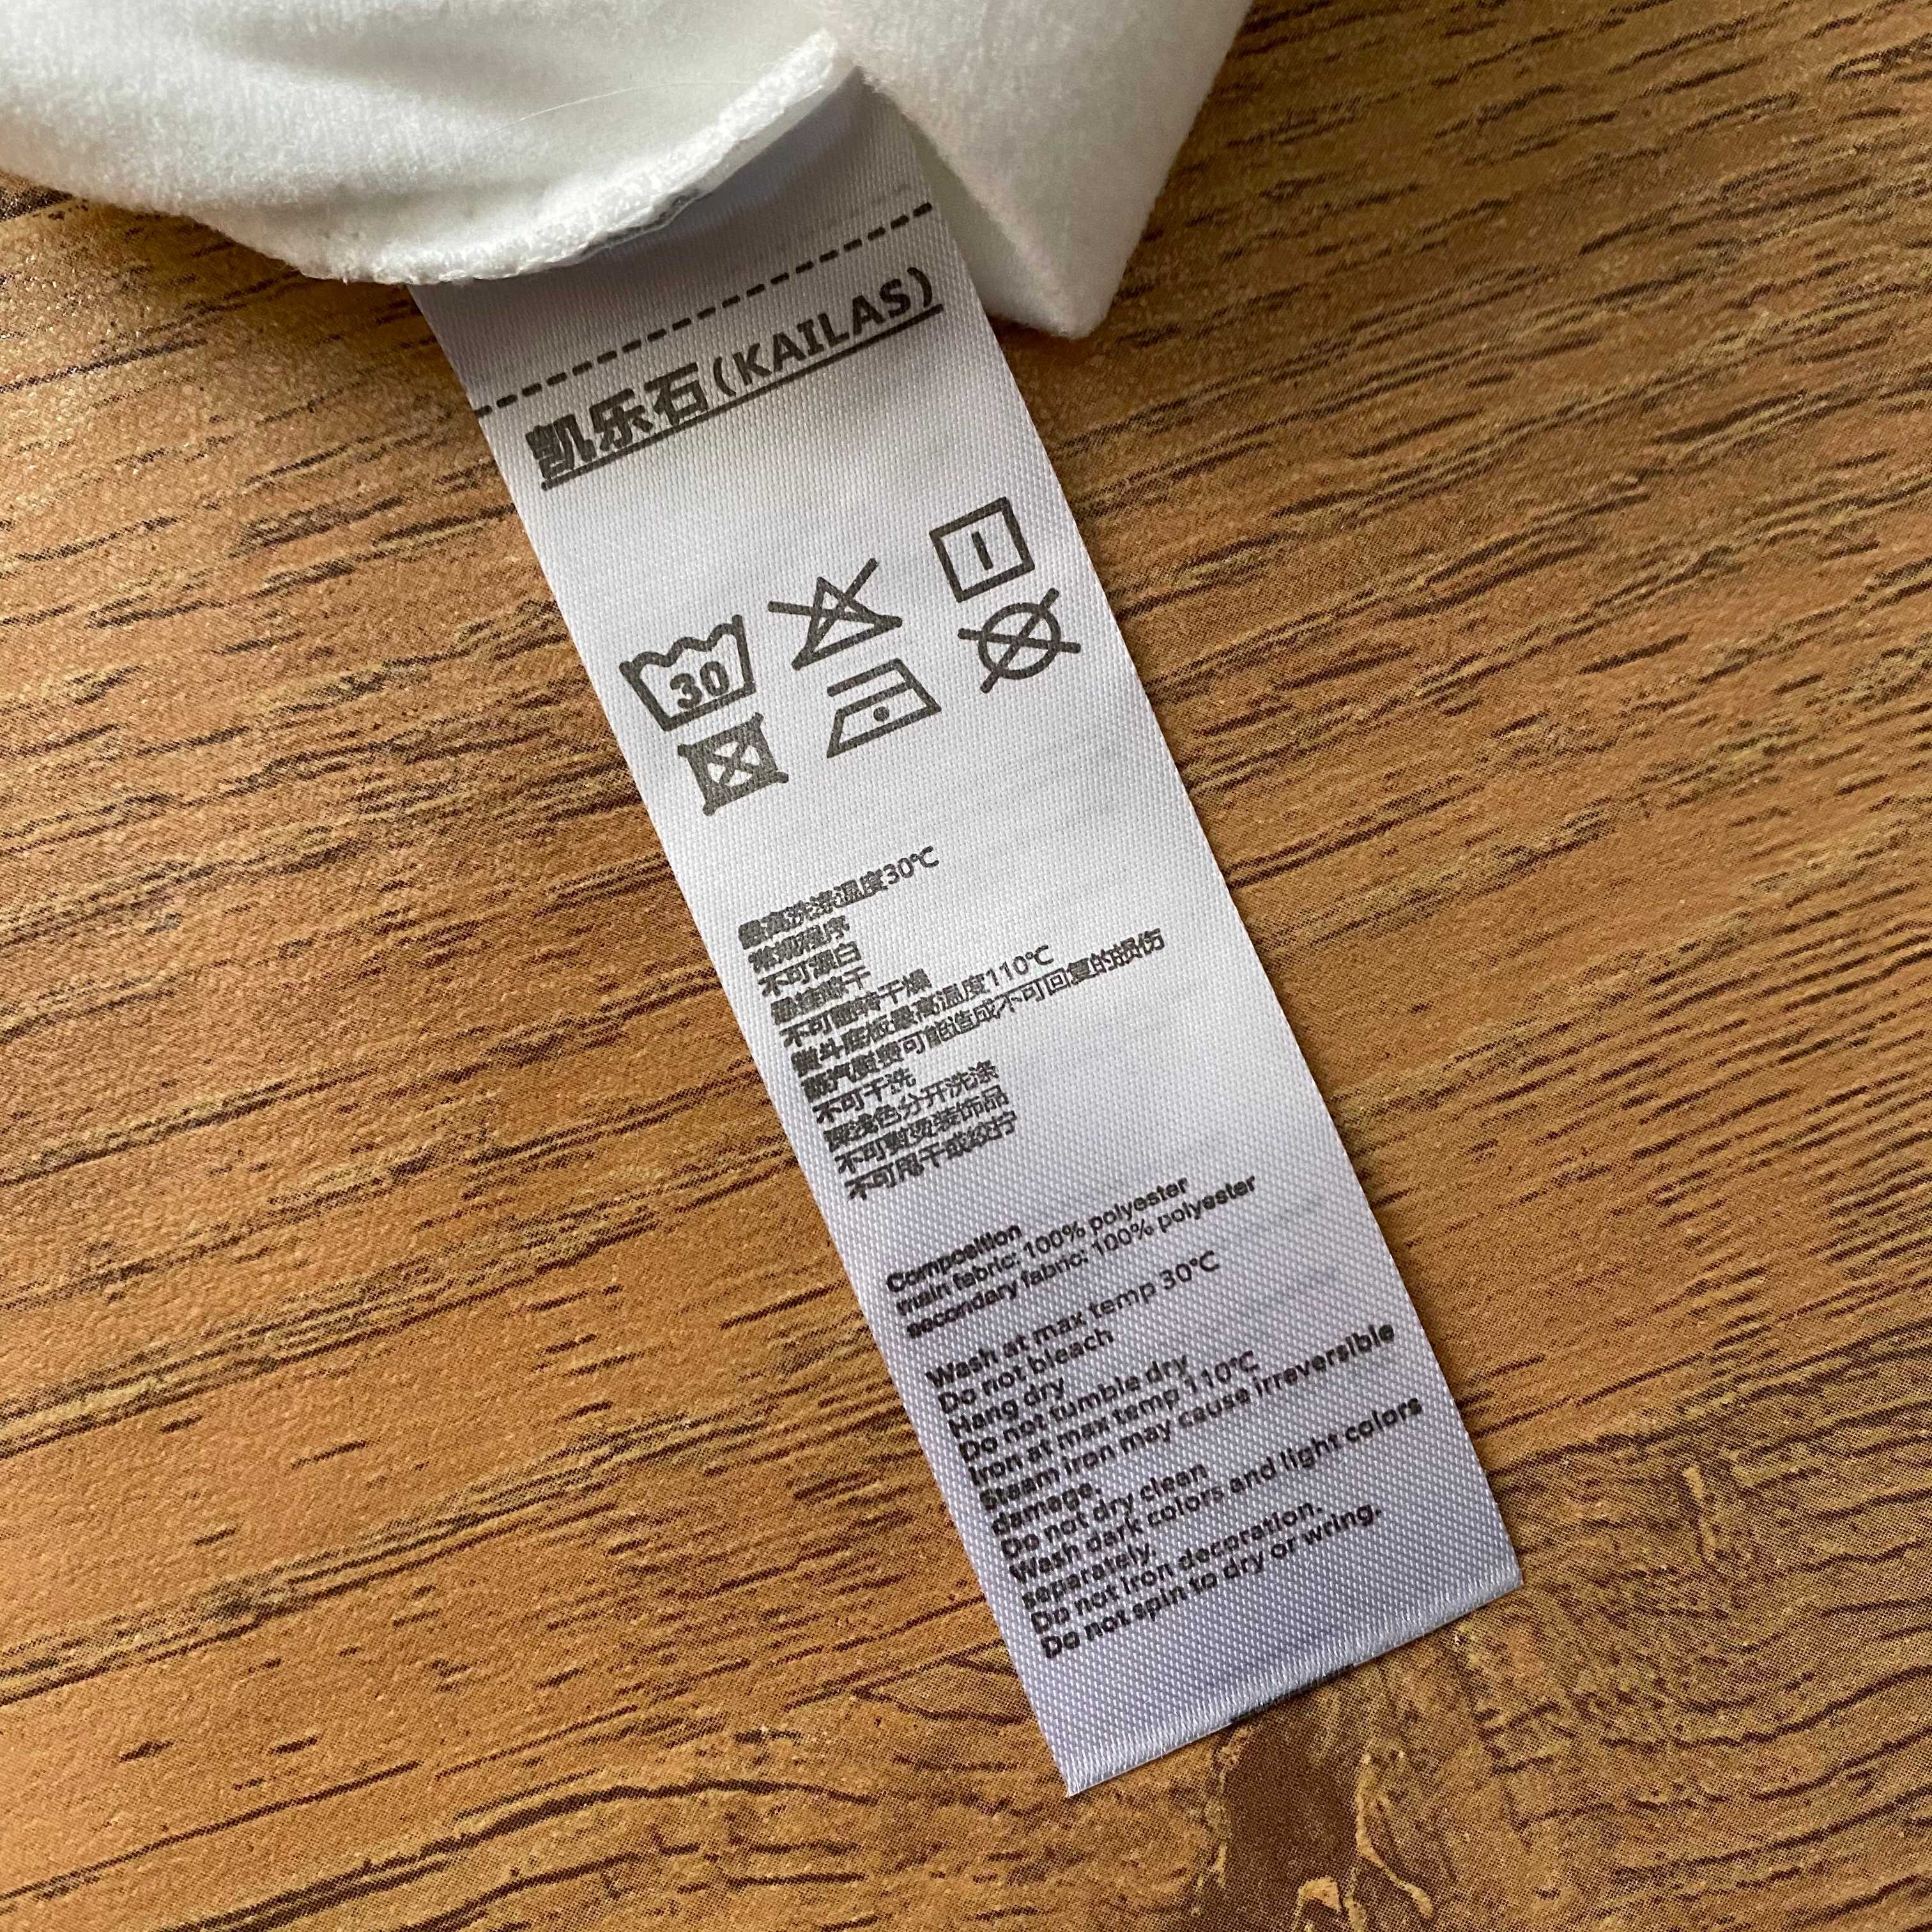 凯乐石(KAILAS)
30
最高洗涤温度30℃
常规程序
不可漂白
悬挂晾干
不可翻转干燥
熨斗底板最高温度110℃
蒸汽熨烫可能造成不可回复的损伤
不可干洗
深浅色分开洗涤
不可熨烫装饰品
不可甩干或绞拧
Composition
main fabric: 100% polyester
secondary fabric: 100% polyester
Wash at max temp 30℃
Do not bleach
Hang dry
Do not tumble dry
Iron at max temp 110℃
Steam iron may cause irreversible
damage.
Do not dry clean
Wash dark colors and light colors
separately.
Do not iron decoration.
Do not spin to dry or wring.